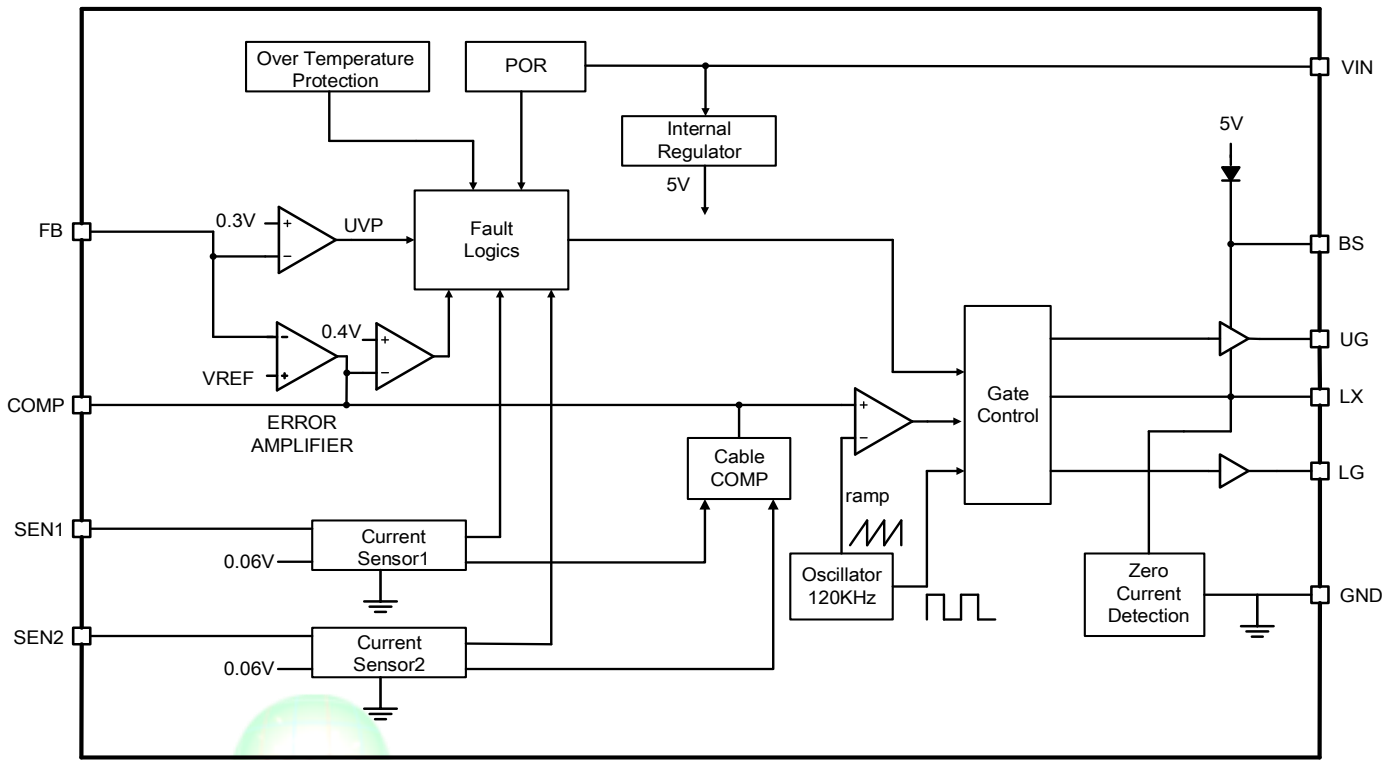 Over Temperature
Protection
POR
VIN
Internal
Regulator
5V
5V
FB
0.3V
+
−
UVP
Fault
Logics
BS
0.4V
+
−
-
+
VREF
UG
COMP
ERROR
AMPLIFIER
+
−
Gate
Control
LX
Cable
COMP
LG
ramp
SEN1
Current
Sensor1
0.06V
Oscillator
120KHz
Zero
Current
Detection
GND
SEN2
Current
Sensor2
0.06V